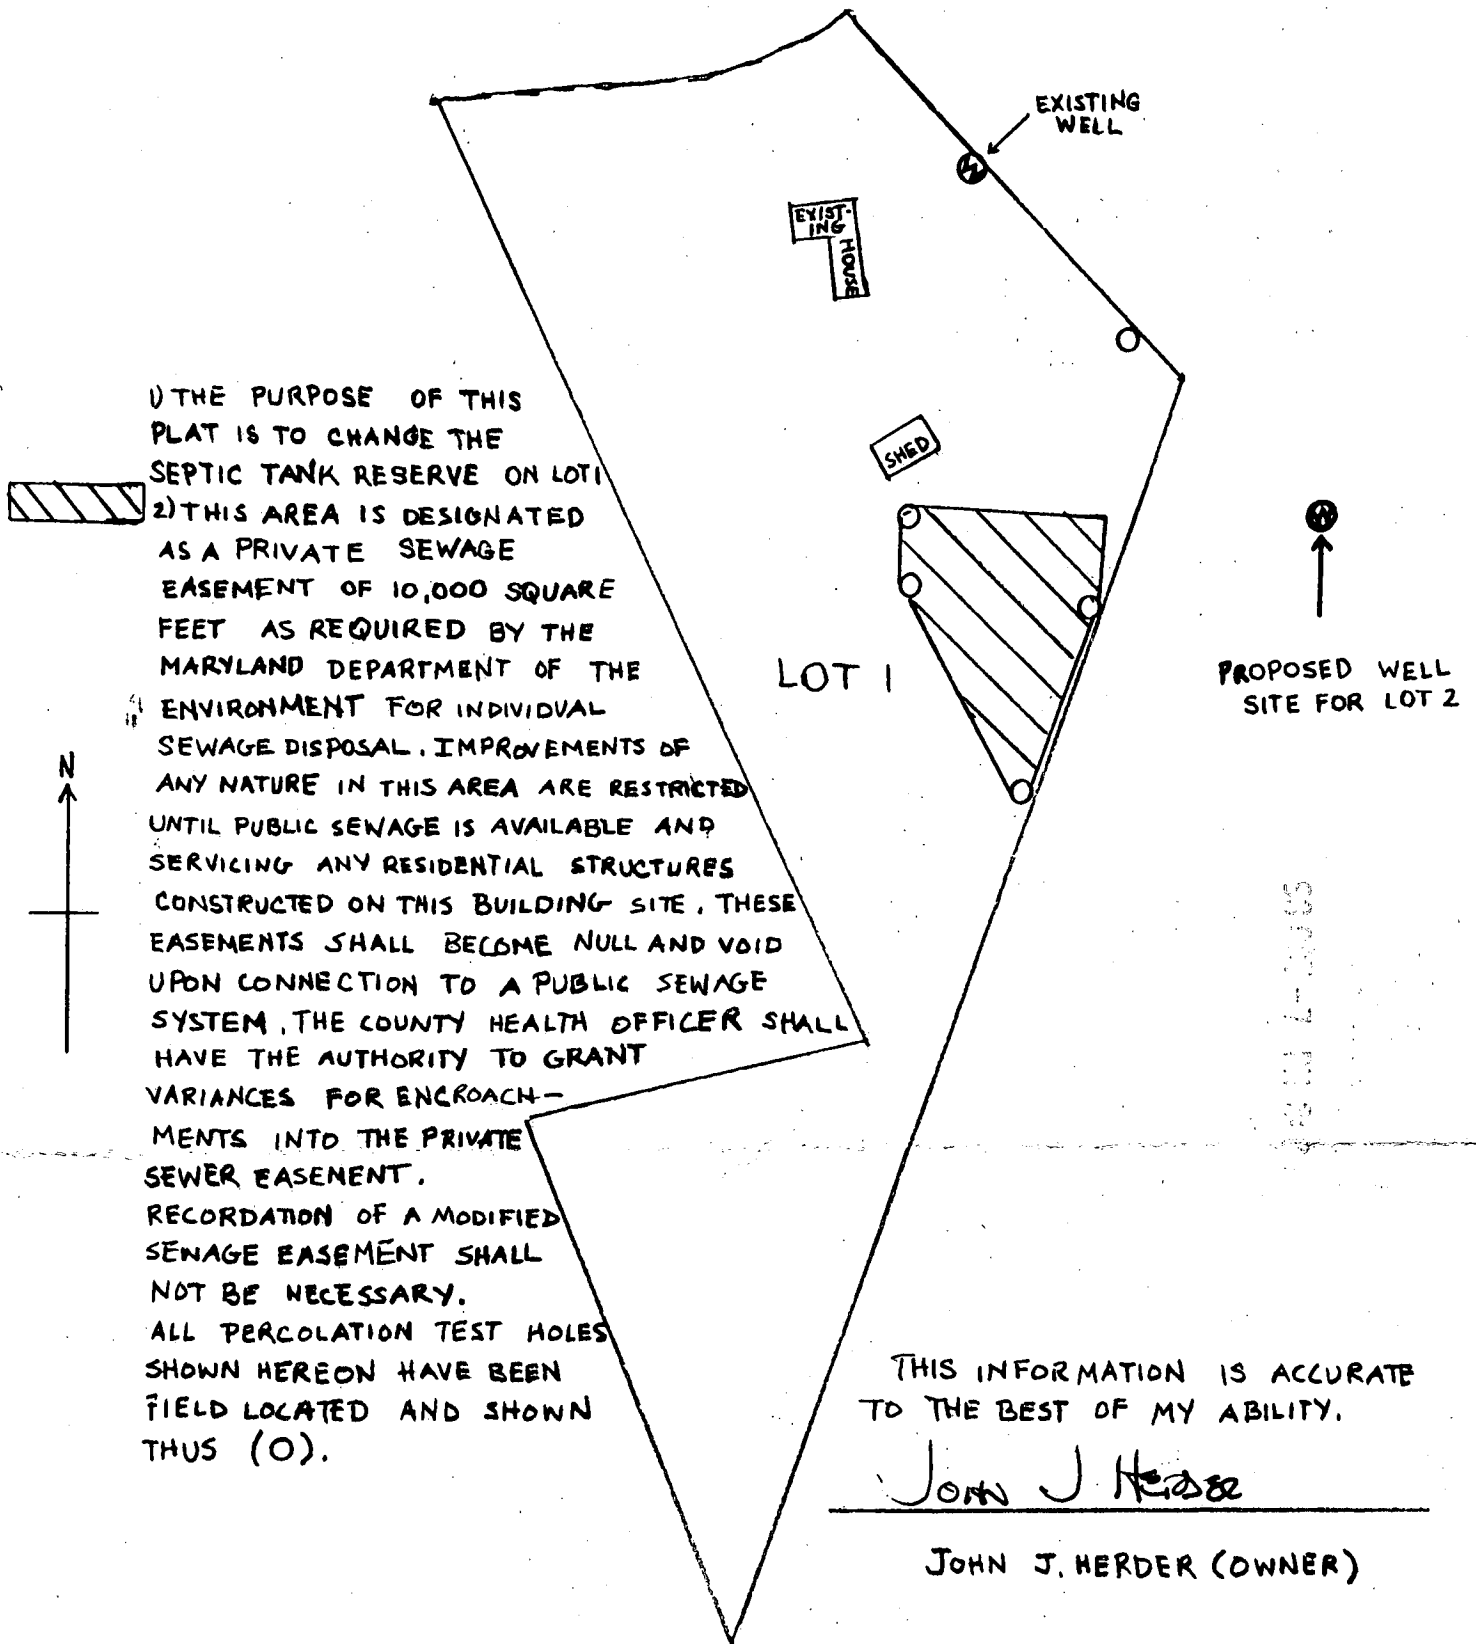 EXISTING
WELL
EXIST-
ING
HOUSE
SHED
1) THE PURPOSE OF THIS
PLAT IS TO CHANGE THE
SEPTIC TANK RESERVE ON LOT1
2) THIS AREA IS DESIGNATED
AS A PRIVATE SEWAGE
EASEMENT OF 10,000 SQUARE
FEET AS REQUIRED BY THE
MARYLAND DEPARTMENT OF THE
ENVIRONMENT FOR INDIVIDUAL
SEWAGE DISPOSAL. IMPROVEMENTS OF
ANY NATURE IN THIS AREA ARE RESTRICTED
UNTIL PUBLIC SEWAGE IS AVAILABLE AND
SERVICING ANY RESIDENTIAL STRUCTURES
CONSTRUCTED ON THIS BUILDING SITE. THESE
EASEMENTS SHALL BECOME NULL AND VOID
UPON CONNECTION TO A PUBLIC SEWAGE
SYSTEM. THE COUNTY HEALTH OFFICER SHALL
HAVE THE AUTHORITY TO GRANT
VARIANCES FOR ENCROACH-
MENTS INTO THE PRIVATE
SEWER EASEMENT.
RECORDATION OF A MODIFIED
SEWAGE EASEMENT SHALL
NOT BE NECESSARY.
ALL PERCOLATION TEST HOLES
SHOWN HEREON HAVE BEEN
FIELD LOCATED AND SHOWN
THUS (O).
N
LOT 1
W
W
PROPOSED WELL
SITE FOR LOT 2
THIS INFORMATION IS ACCURATE
TO THE BEST OF MY ABILITY.
JOHN J HERDER
JOHN J. HERDER (OWNER)